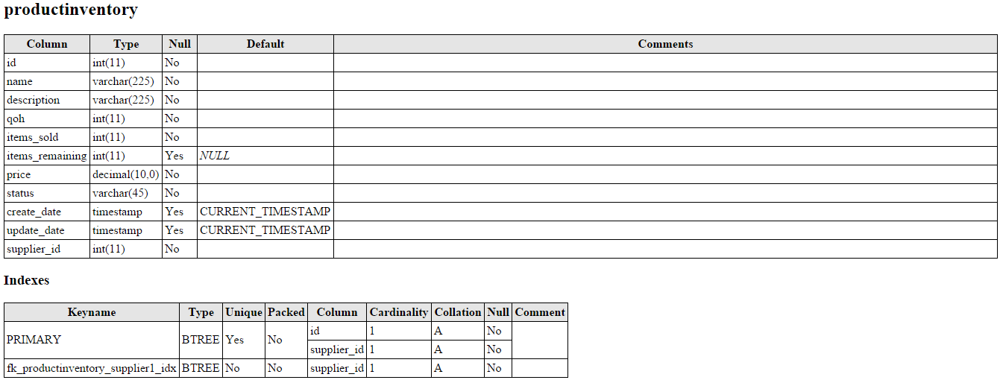 productinventory
Column Type Null Default Comments
id int(11) No
name varchar(225) No
description varchar(225) No
qoh int(11) No
items_sold int(11) No
items_remaining int(11) Yes NULL
price decimal(10,0) No
status varchar(45) No
create_date timestamp Yes CURRENT_TIMESTAMP
update_date timestamp Yes CURRENT_TIMESTAMP
supplier_id int(11) No
Indexes
Keyname Type Unique Packed Column Cardinality Collation Null Comment
PRIMARY BTREE Yes No id 1 A No
supplier_id 1 A No
fk_productinventory_supplier1_idx BTREE No No supplier_id 1 A No